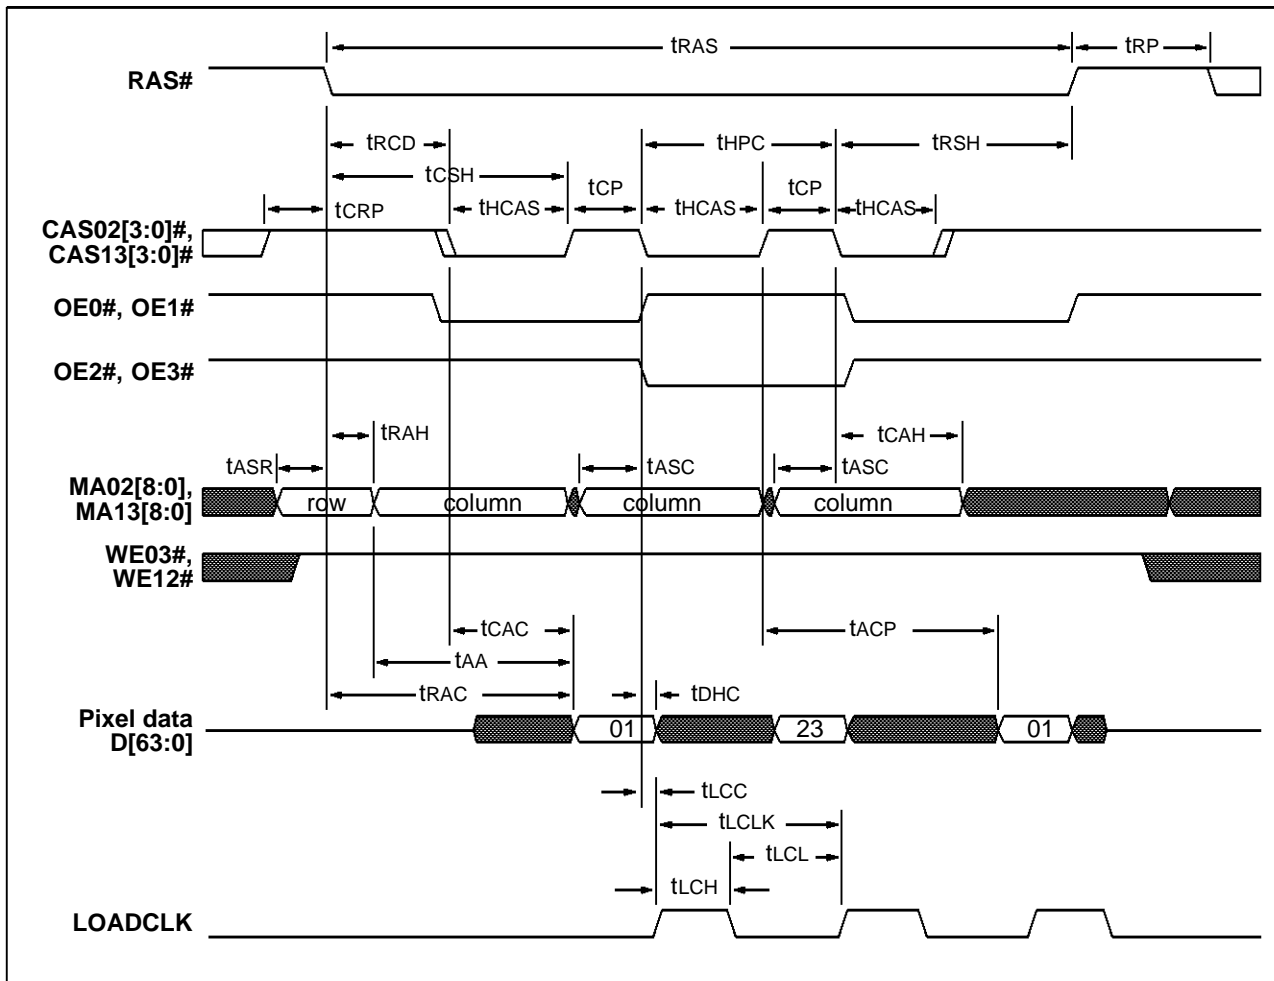 tRAS
tRP
RAS#
tRCD
tHPC
tRSH
tCSH
tCP
tCP
tCRP
tHCAS
tHCAS
tHCAS
CAS02[3:0]#,
CAS13[3:0]#
OE0#, OE1#
OE2#, OE3#
tRAH
tCAH
tASR
tASC
tASC
MA02[8:0],
MA13[8:0]
row
column
column
column
WE03#,
WE12#
tCAC
tACP
tAA
tRAC
tDHC
Pixel data
D[63:0]
01
23
01
tLCC
tLCLK
tLCL
tLCH
LOADCLK